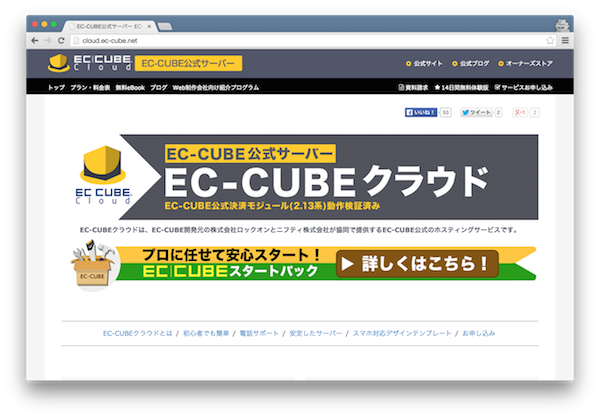 EC-CUBE公式サーバー EC-
cloud.ec-cube.net
EC CUBE Cloud
EC-CUBE公式サーバー
公式サイト 公式ブログ オーナーズストア
トップ プラン・料金表 無料eBook ブログ Web制作会社向け紹介プログラム 資料請求 14日間無料体験版 サービスお申し込み
いいね! 53 ツイート 2 g+1 2
EC CUBE Cloud
EC-CUBE公式サーバー
EC-CUBEクラウド
EC-CUBE公式決済モジュール(2.13系)動作検証済み
EC-CUBEクラウドは、EC-CUBE開発元の株式会社ロックオンとニフティ株式会社が協同で提供するEC-CUBE公式のホスティングサービスです。
EC-CUBE
プロに任せて安心スタート!
EC CUBEスタートパック
詳しくはこちら!
EC-CUBEクラウドとは / 初心者でも簡単 / 電話サポート / 安定したサーバー / スマホ対応デザインテンプレート / お申し込み